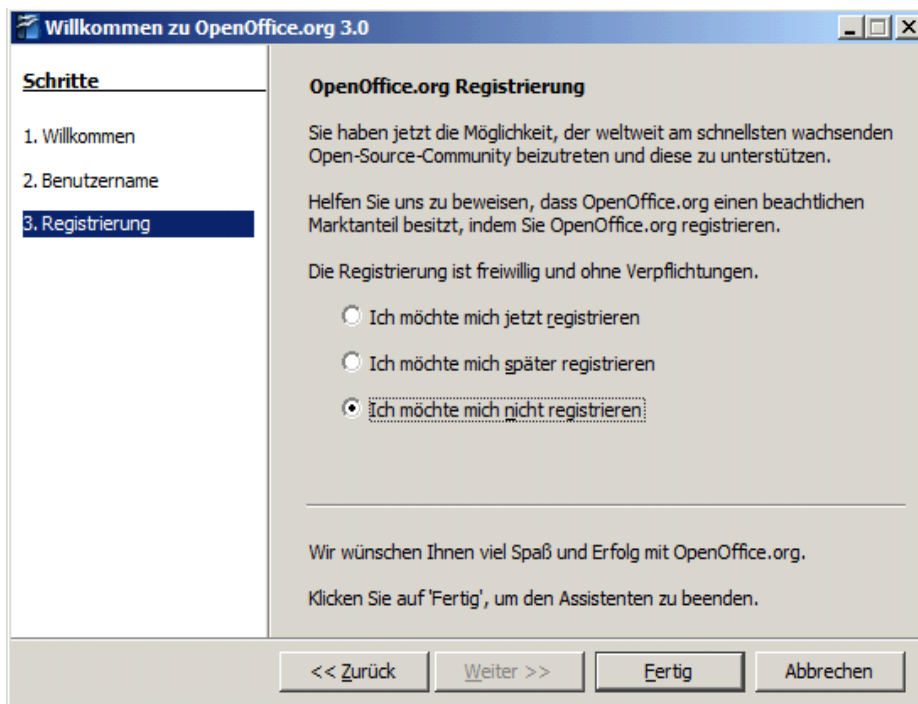 Willkommen zu OpenOffice.org 3.0
Schritte
1. Willkommen
2. Benutzername
3. Registrierung
OpenOffice.org Registrierung
Sie haben jetzt die Möglichkeit, der weltweit am schnellsten wachsenden
Open-Source-Community beizutreten und diese zu unterstützen.
Helfen Sie uns zu beweisen, dass OpenOffice.org einen beachtlichen
Marktanteil besitzt, indem Sie OpenOffice.org registrieren.
Die Registrierung ist freiwillig und ohne Verpflichtungen.
Ich möchte mich jetzt registrieren
Ich möchte mich später registrieren
Ich möchte mich nicht registrieren
Wir wünschen Ihnen viel Spaß und Erfolg mit OpenOffice.org.
Klicken Sie auf 'Fertig', um den Assistenten zu beenden.
<< Zurück
Weiter >>
Fertig
Abbrechen